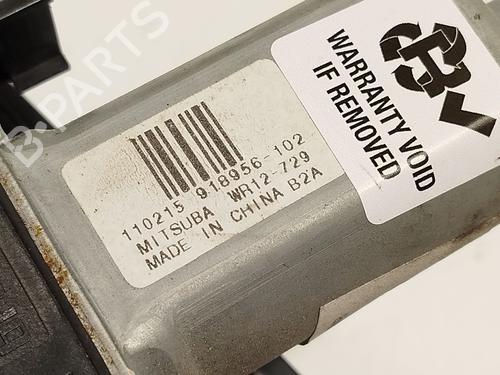 B-PARTS
110215 918956-102
MITSUBA WR12-729
MADE IN CHINA B2A
WARRANTY VOID
IF REMOVED